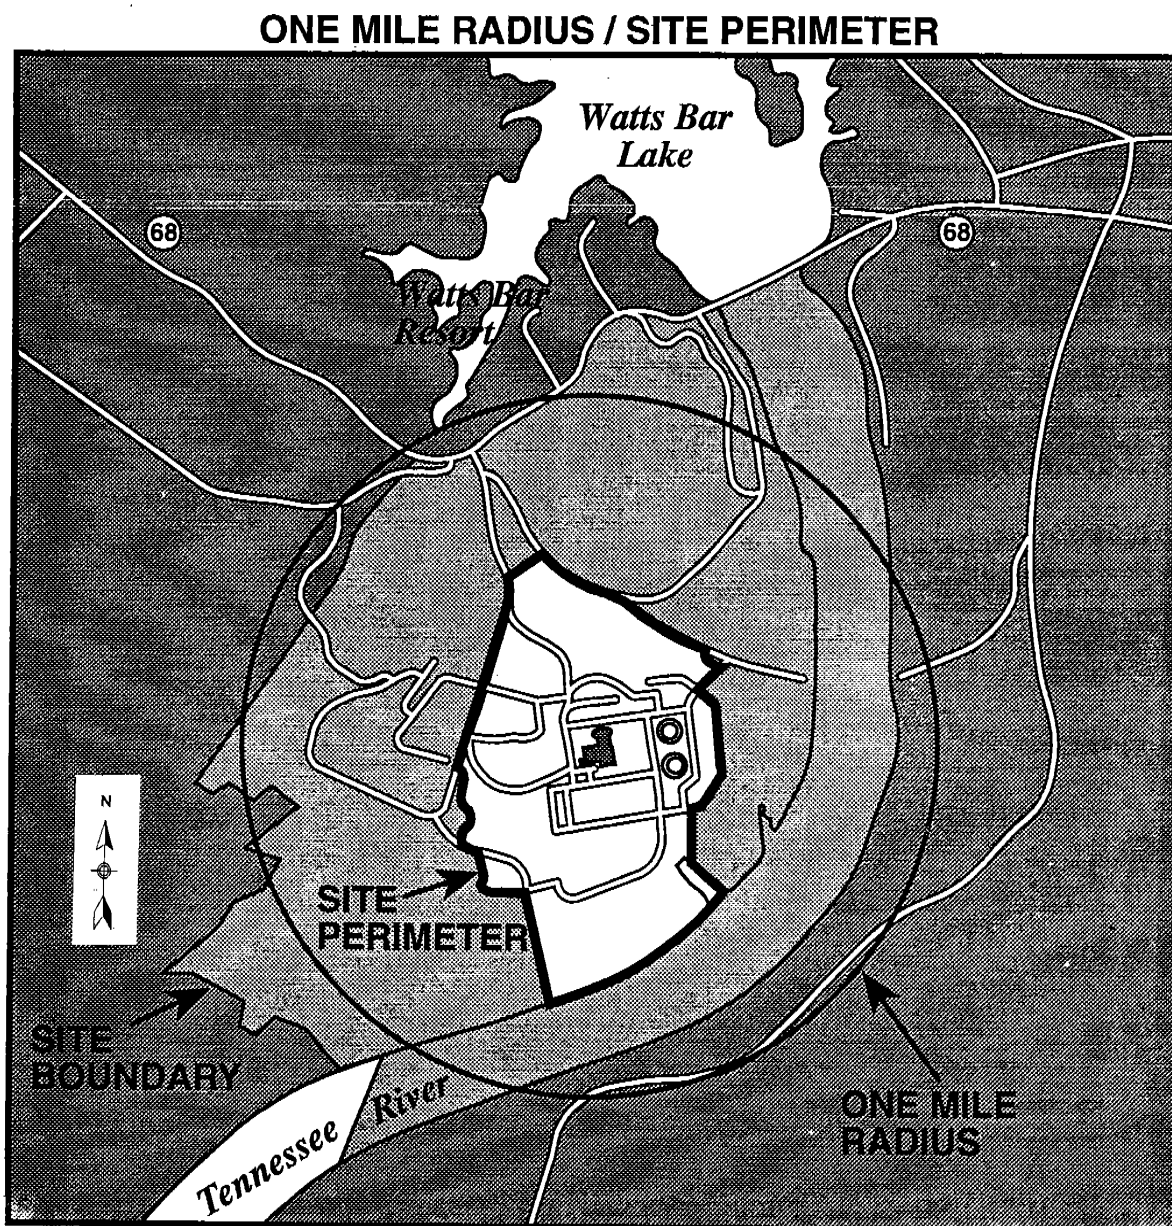 ONE MILE RADIUS / SITE PERIMETER
Watts Bar
Lake
68
68
Watts Bar
Resort
N
SITE
PERIMETER
SITE
BOUNDARY
Tennessee River
ONE MILE
RADIUS